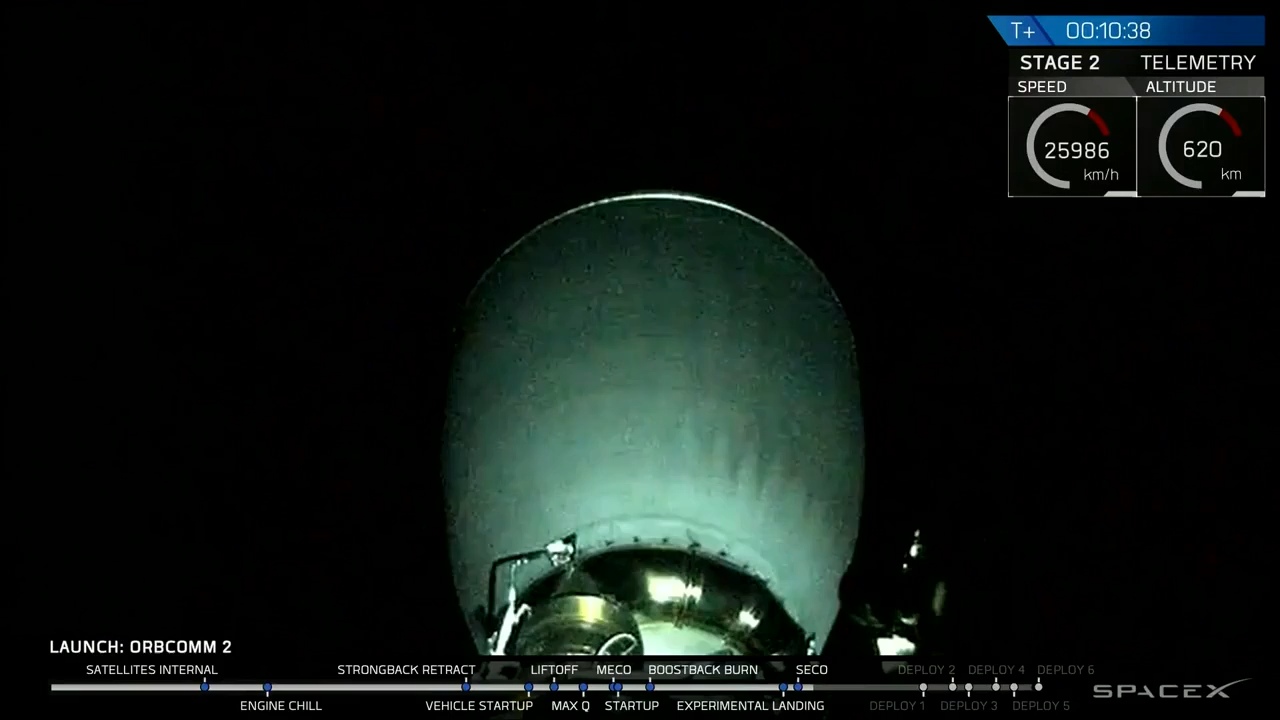 T+ 00:10:38
STAGE 2 TELEMETRY
SPEED ALTITUDE
25986 620
km/h km
LAUNCH: ORBCOMM 2
SATELLITES INTERNAL STRONGBACK RETRACT LIFTOFF MECO BOOSTBACK BURN SECO DEPLOY 2 DEPLOY 4 DEPLOY 6
ENGINE CHILL VEHICLE STARTUP MAX Q STARTUP EXPERIMENTAL LANDING DEPLOY 1 DEPLOY 3 DEPLOY 5
SPACEX